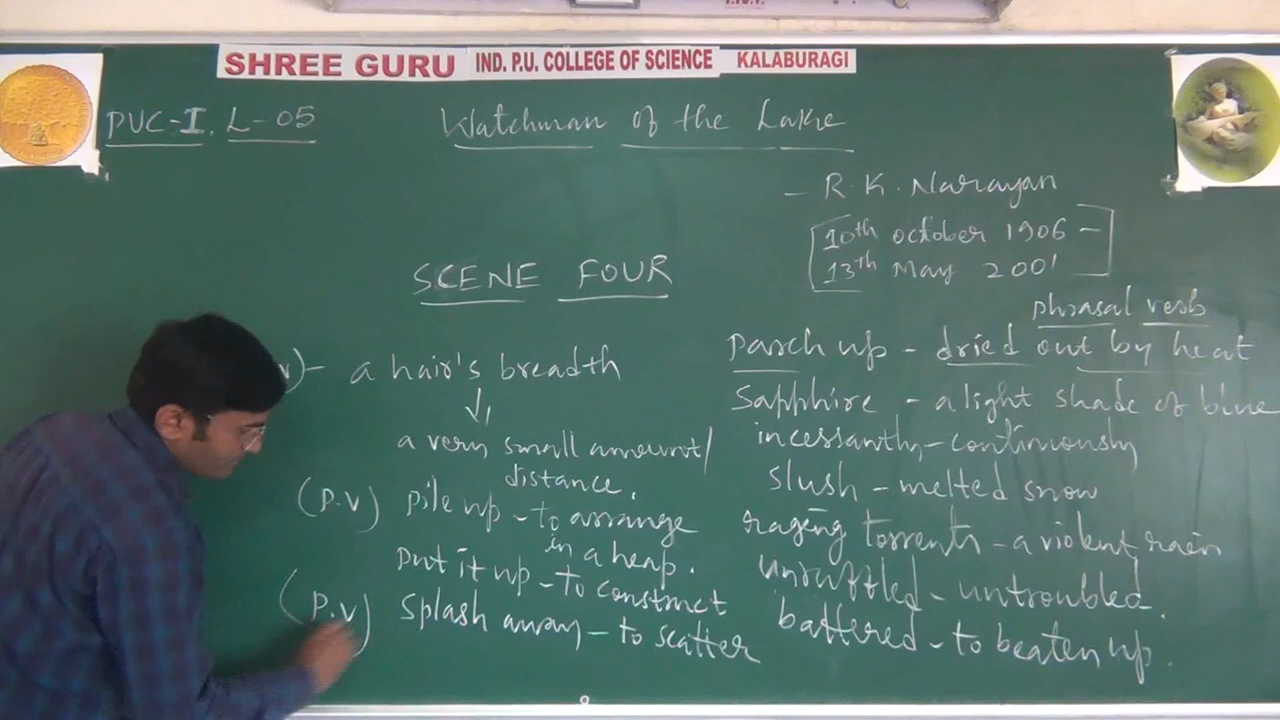 SHREE GURU IND. P.U. COLLEGE OF SCIENCE KALABURAGI
PUC-I. L-05
Watchman of the Lake
- R.K. Narayan
[10th october 1906 -
13th May 2001]
SCENE FOUR
v)- a hair's breadth
a very small amount/
distance.
(P.V) pile up - to arrange
in a heap.
put it up - to construct
(P.V) Splash away - to scatter
phrasal verb
parch up - dried out by heat
Sapphire - a light shade of blue
incessantly - continuously
slush - melted snow
raging torrents - a violent rain
unruffled - untroubled.
battered - to beaten up.